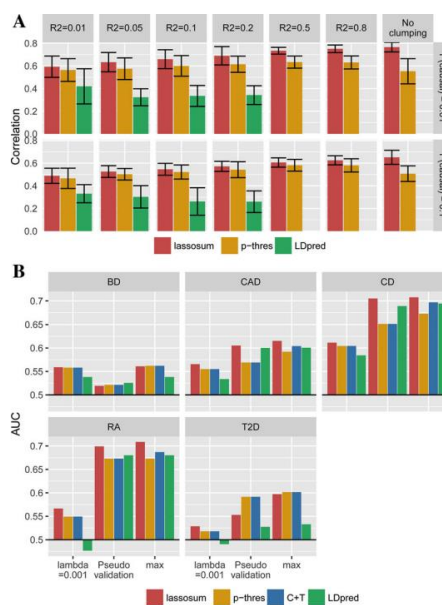 A
R2=0.01 R2=0.05 R2=0.1 R2=0.2 R2=0.5 R2=0.8 No clumping
0.8
0.6
0.4
0.2
0.0
Correlation
0.8
0.6
0.4
0.2
0.0
lassosum p-thres LDpred
B
BD CAD CD
0.7
0.65
0.6
0.55
0.5
AUC
RA T2D
0.7
0.65
0.6
0.55
0.5
lambda =0.001 Pseudo validation max lambda =0.001 Pseudo validation max
lassosum p-thres C+T LDpred